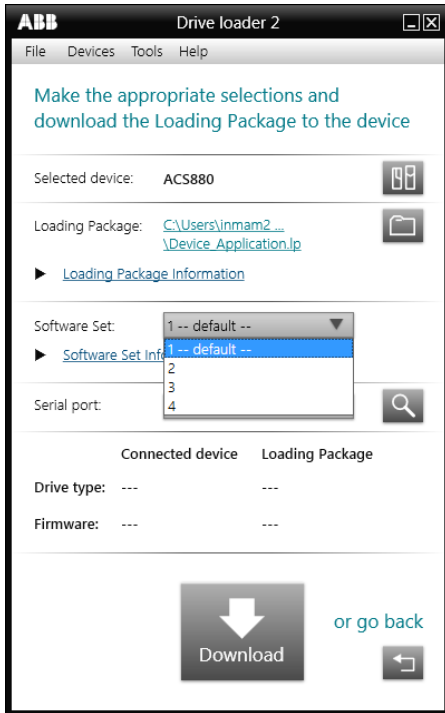 ABB Drive loader 2
File Devices Tools Help
Make the appropriate selections and
download the Loading Package to the device
Selected device: ACS880
Loading Package: C:\Users\inmam2 ...
\Device_Application.lp
Loading Package Information
Software Set: 1 -- default --
Software Set Inf
1 -- default --
2
3
4
Serial port:
Connected device Loading Package
Drive type: --- ---
Firmware: --- ---
Download
or go back